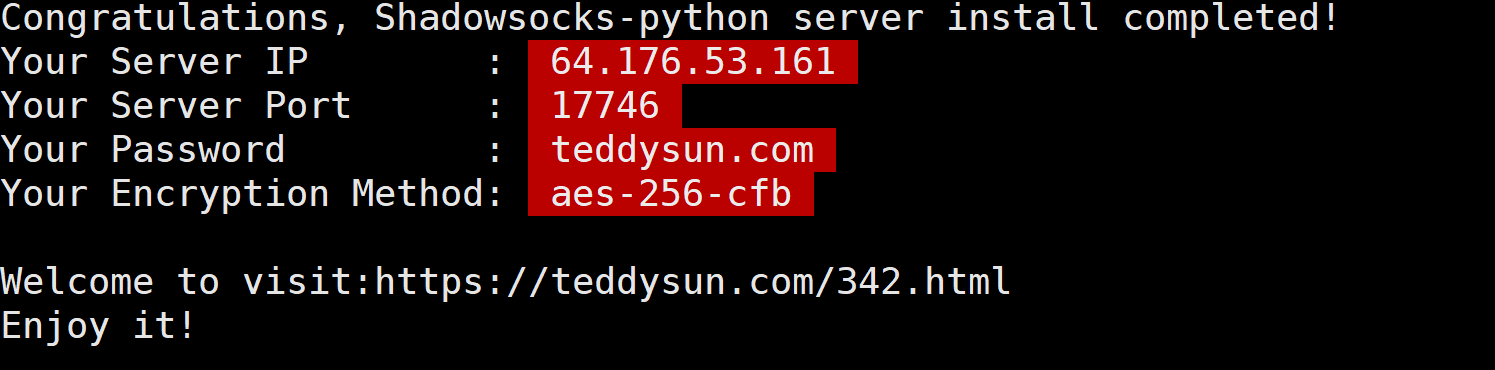 Congratulations, Shadowsocks-python server install completed!
Your Server IP        :  64.176.53.161
Your Server Port      :  17746
Your Password         :  teddysun.com
Your Encryption Method:  aes-256-cfb
Welcome to visit:https://teddysun.com/342.html
Enjoy it!